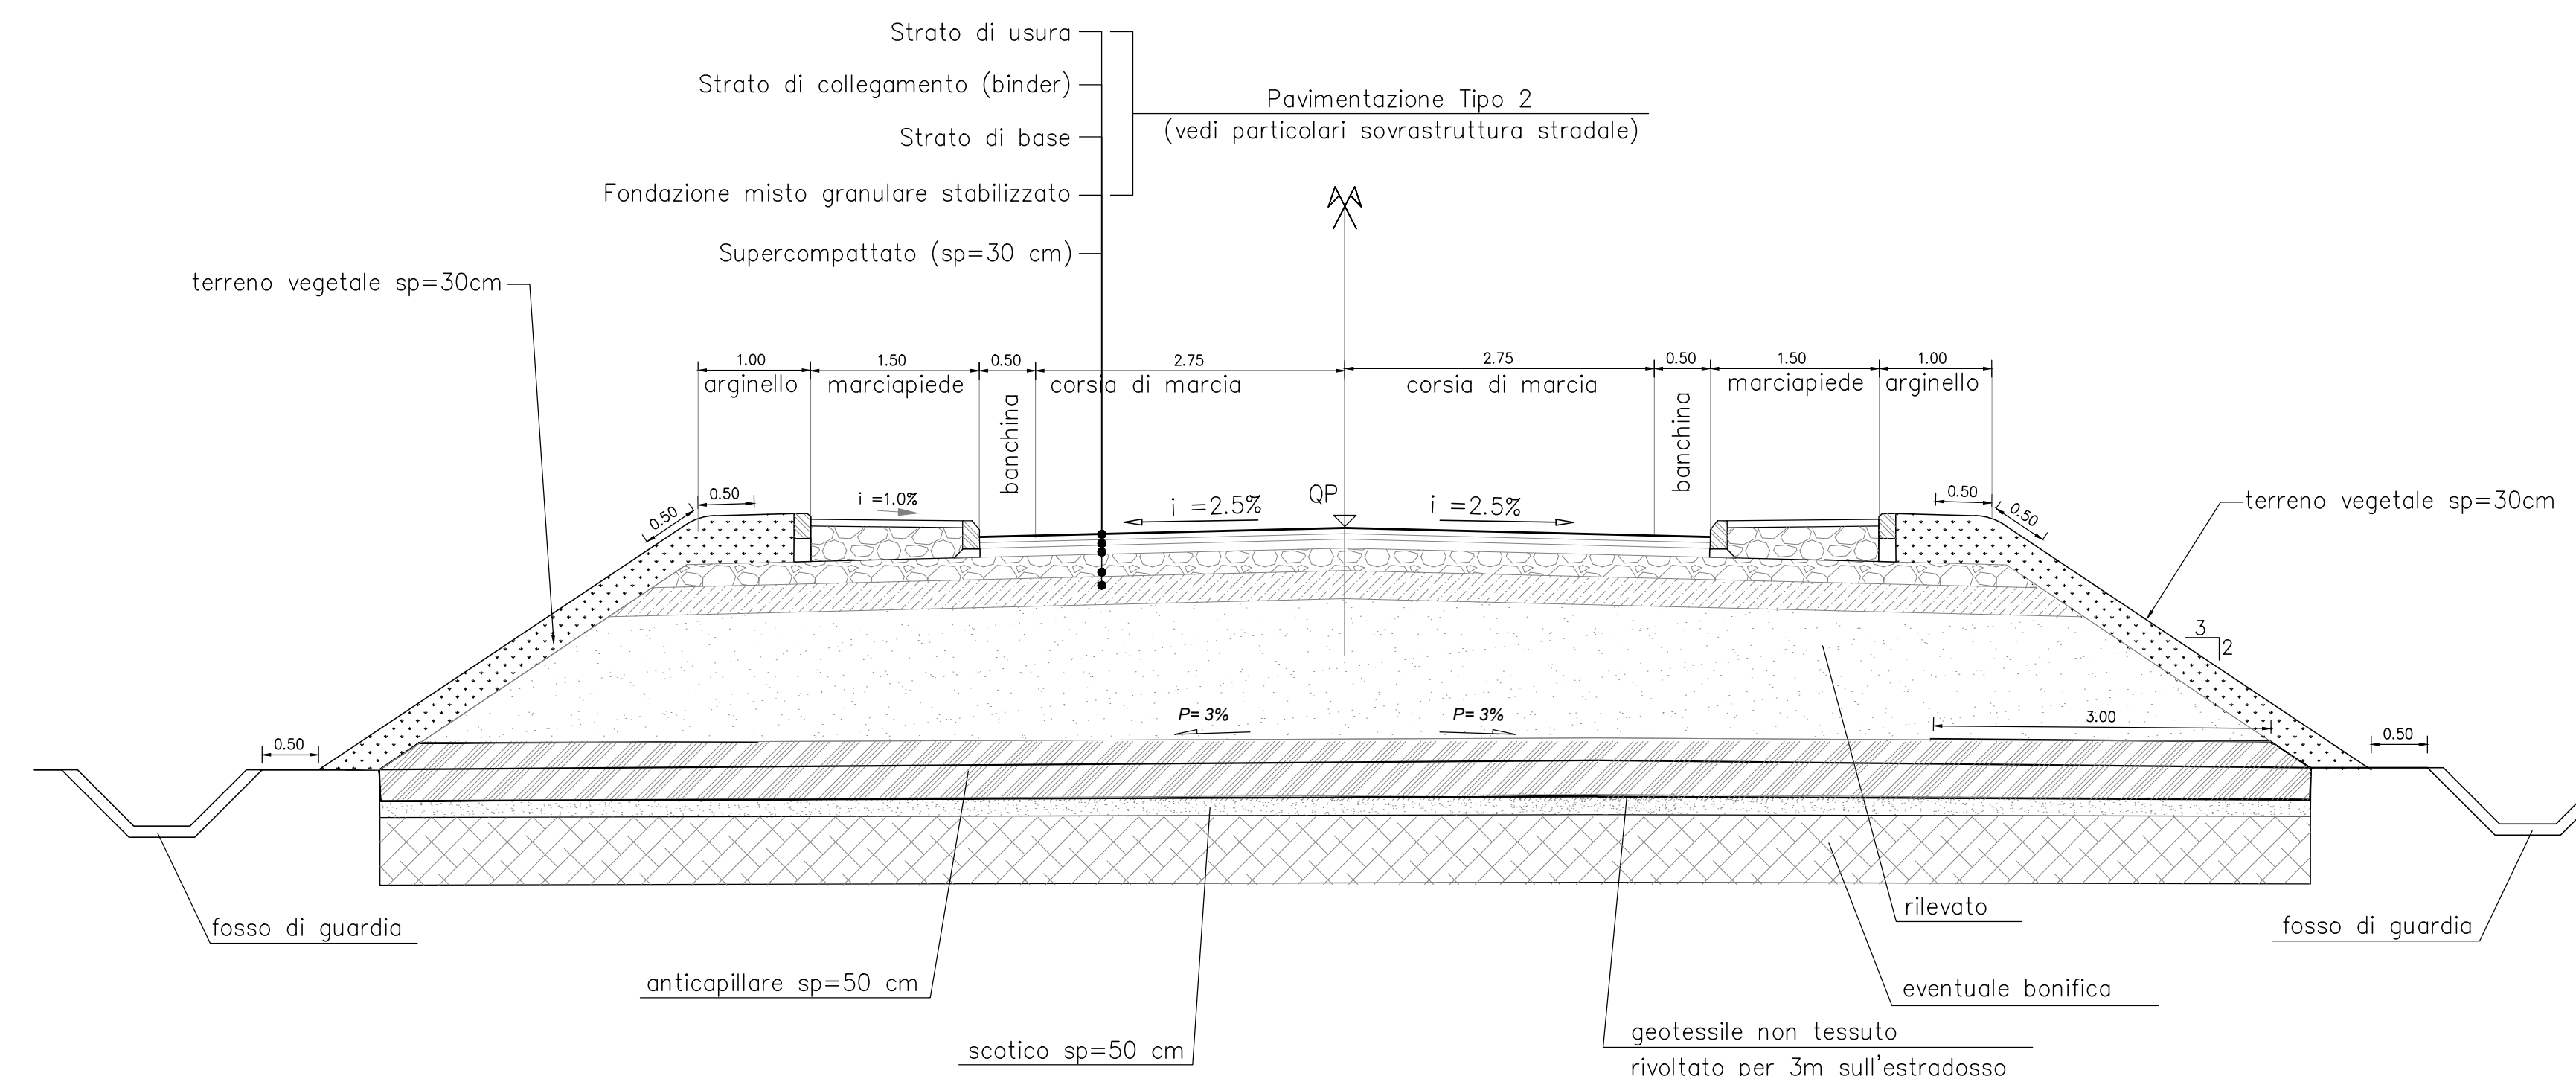 Strato di usura
Strato di collegamento (binder)
Pavimentazione Tipo 2
(vedi particolari sovrastruttura stradale)
Strato di base
Fondazione misto granulare stabilizzato
Supercompattato (sp=30 cm)
terreno vegetale sp=30cm
1.00 1.50 0.50 2.75 2.75 0.50 1.50 1.00
arginello marciapiede corsia di marcia corsia di marcia marciapiede arginello
banchina banchina
0.50 0.50 i =1.0% i =2.5% QP i =2.5% 0.50 0.50
terreno vegetale sp=30cm
3
2
P= 3% P= 3% 3.00
0.50 0.50
rilevato
fosso di guardia fosso di guardia
anticapillare sp=50 cm
eventuale bonifica
scotico sp=50 cm
geotessile non tessuto
rivoltato per 3m sull'estradosso